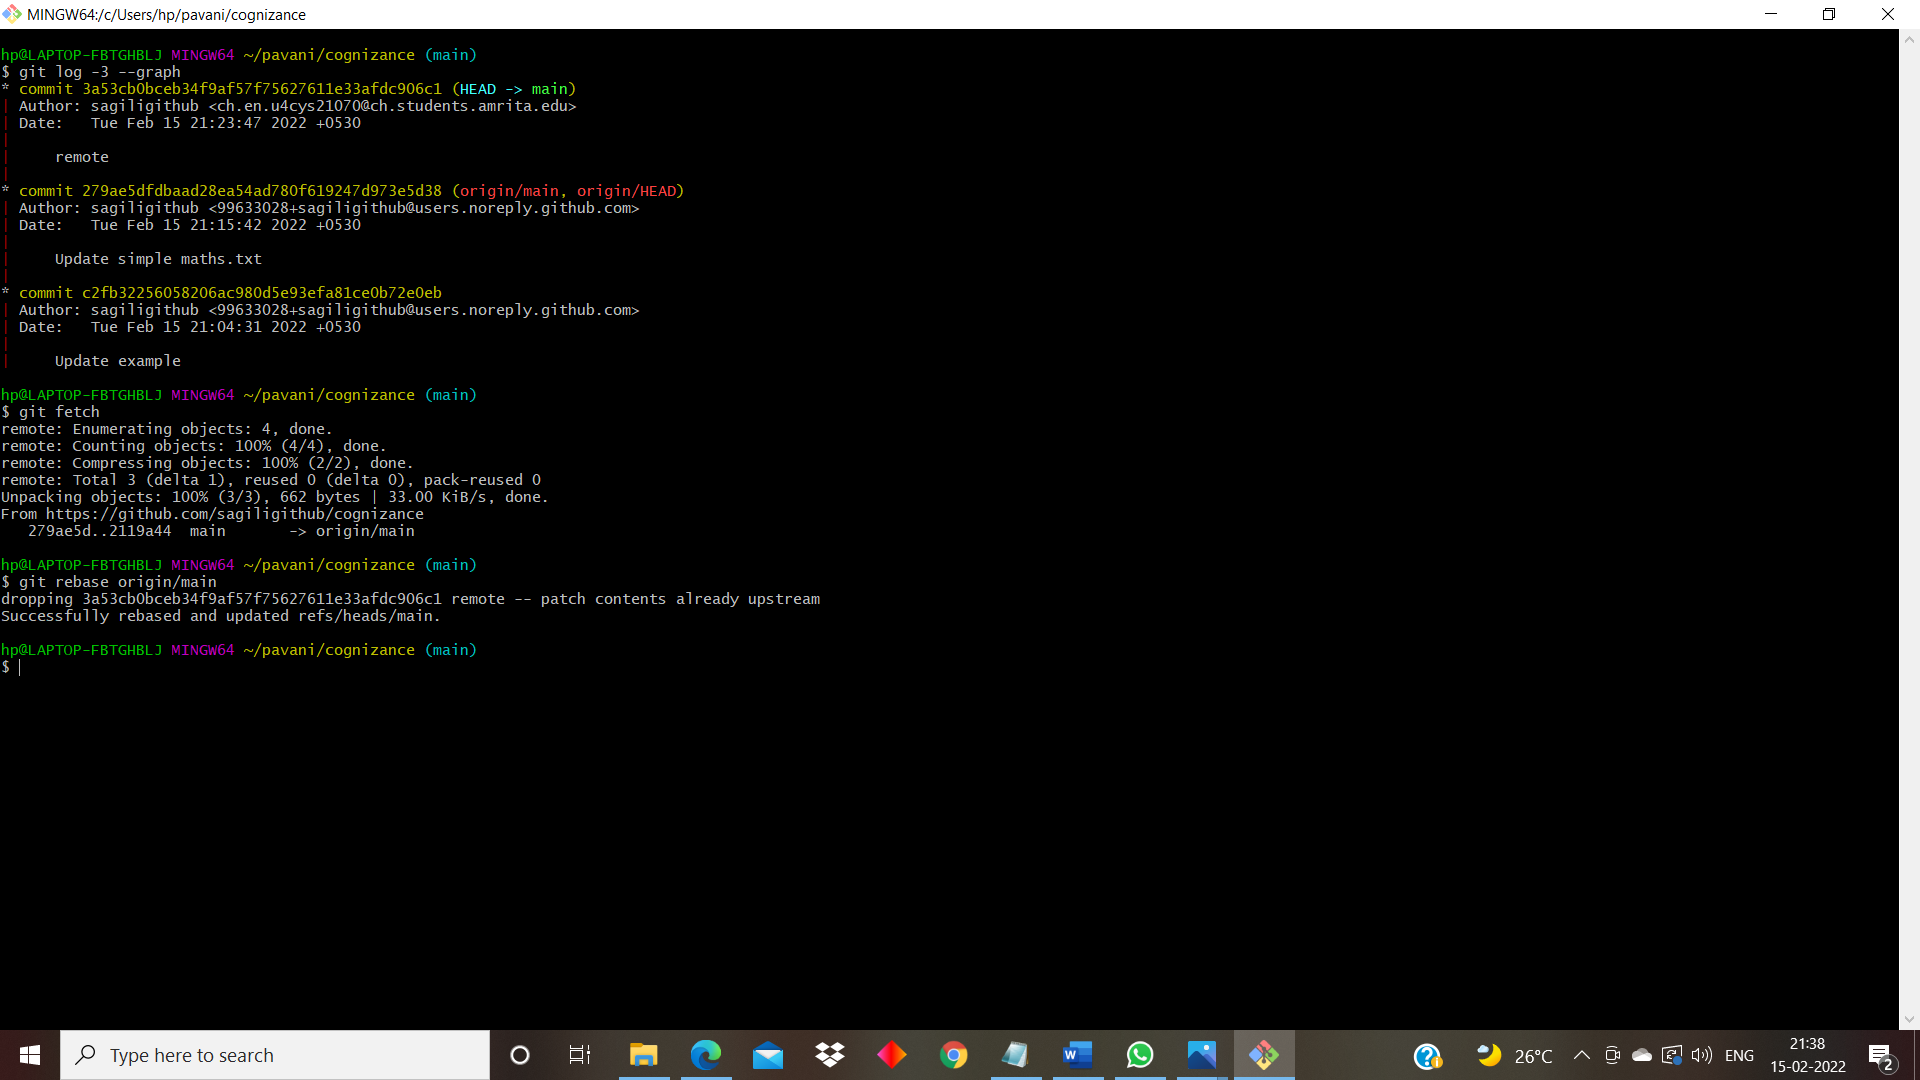 MINGW64:/c/Users/hp/pavani/cognizance
hp@LAPTOP-FBTGHBLJ MINGW64 ~/pavani/cognizance (main)
$ git log -3 --graph
* commit 3a53cb0bceb34f9af57f75627611e33afdc906c1 (HEAD -> main)
| Author: sagiligithub <ch.en.u4cys21070@ch.students.amrita.edu>
| Date:   Tue Feb 15 21:23:47 2022 +0530
|
|     remote
|
* commit 279ae5dfdbaad28ea54ad780f619247d973e5d38 (origin/main, origin/HEAD)
| Author: sagiligithub <99633028+sagiligithub@users.noreply.github.com>
| Date:   Tue Feb 15 21:15:42 2022 +0530
|
|     Update simple maths.txt
|
* commit c2fb32256058206ac980d5e93efa81ce0b72e0eb
| Author: sagiligithub <99633028+sagiligithub@users.noreply.github.com>
| Date:   Tue Feb 15 21:04:31 2022 +0530
|
|     Update example
hp@LAPTOP-FBTGHBLJ MINGW64 ~/pavani/cognizance (main)
$ git fetch
remote: Enumerating objects: 4, done.
remote: Counting objects: 100% (4/4), done.
remote: Compressing objects: 100% (2/2), done.
remote: Total 3 (delta 1), reused 0 (delta 0), pack-reused 0
Unpacking objects: 100% (3/3), 662 bytes | 33.00 KiB/s, done.
From https://github.com/sagiligithub/cognizance
   279ae5d..2119a44  main       -> origin/main
hp@LAPTOP-FBTGHBLJ MINGW64 ~/pavani/cognizance (main)
$ git rebase origin/main
dropping 3a53cb0bceb34f9af57f75627611e33afdc906c1 remote -- patch contents already upstream
Successfully rebased and updated refs/heads/main.
hp@LAPTOP-FBTGHBLJ MINGW64 ~/pavani/cognizance (main)
$
Type here to search
26°C
ENG
21:38
15-02-2022
2